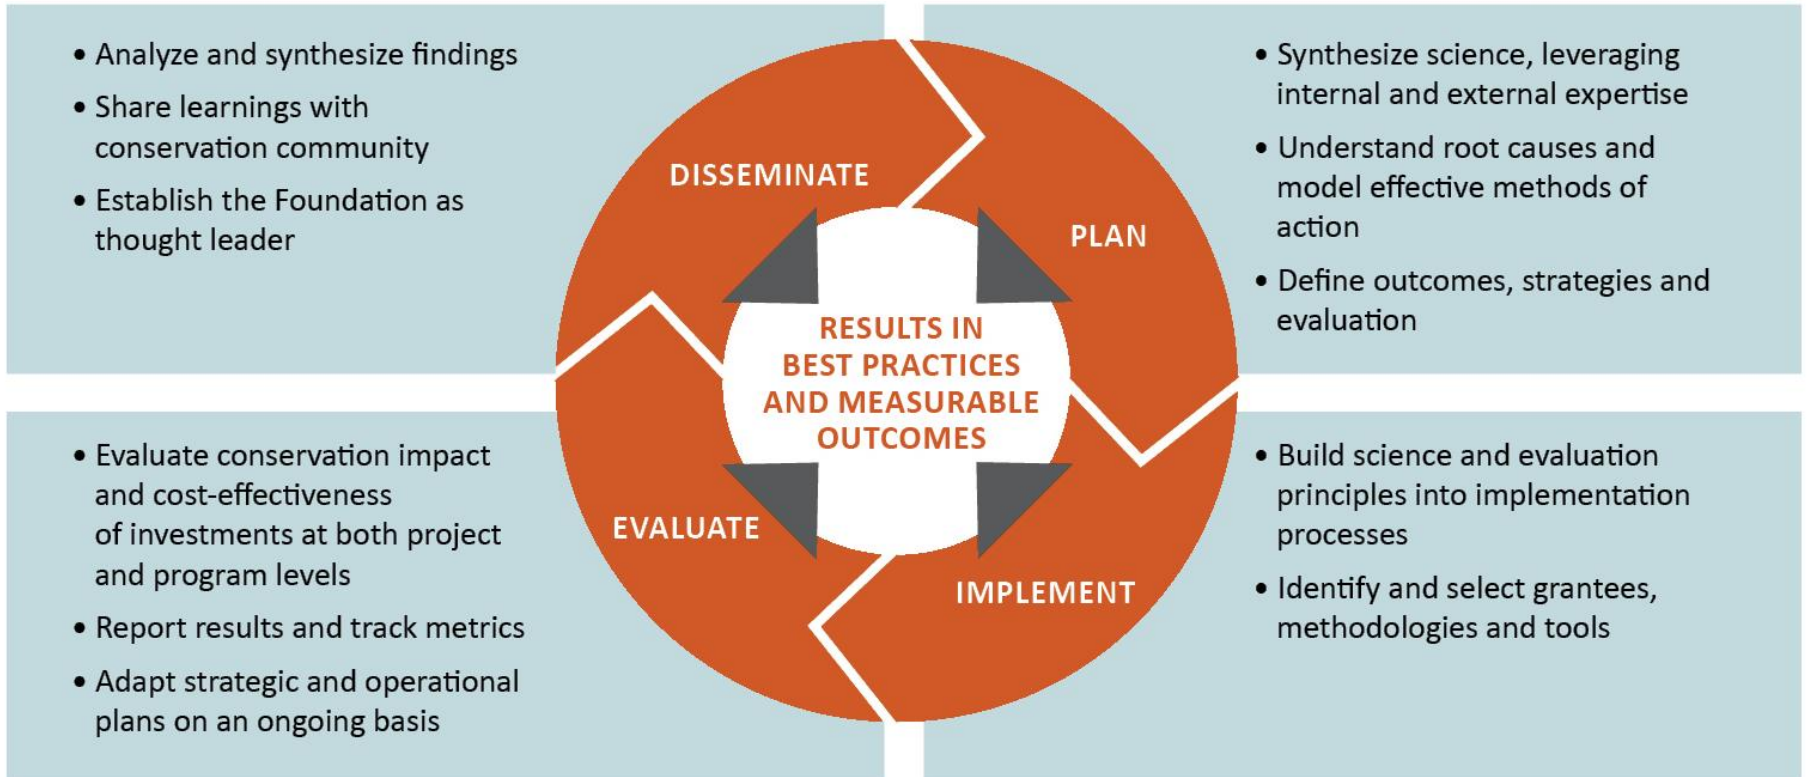 • Analyze and synthesize findings
• Share learnings with
conservation community
• Establish the Foundation as
thought leader
• Synthesize science, leveraging
internal and external expertise
• Understand root causes and
model effective methods of
action
• Define outcomes, strategies and
evaluation
DISSEMINATE
PLAN
RESULTS IN
BEST PRACTICES
AND MEASURABLE
OUTCOMES
EVALUATE
IMPLEMENT
• Evaluate conservation impact
and cost-effectiveness
of investments at both project
and program levels
• Report results and track metrics
• Adapt strategic and operational
plans on an ongoing basis
• Build science and evaluation
principles into implementation
processes
• Identify and select grantees,
methodologies and tools